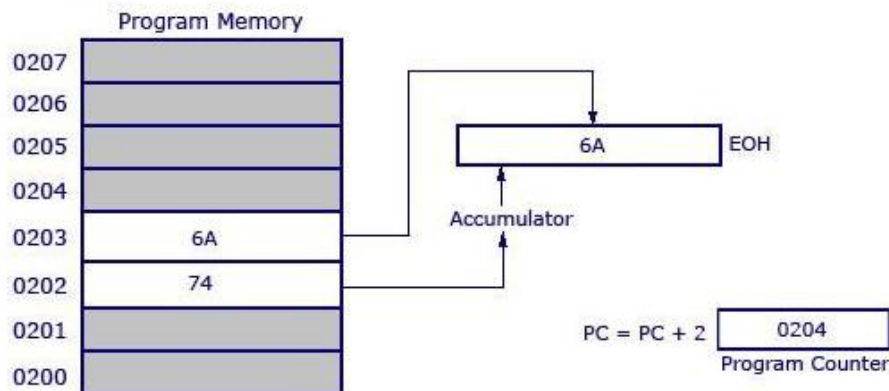 Program Memory
0207
0206
0205
0204
0203
6A
0202
74
0201
0200
6A
EOH
Accumulator
PC = PC + 2
0204
Program Counter